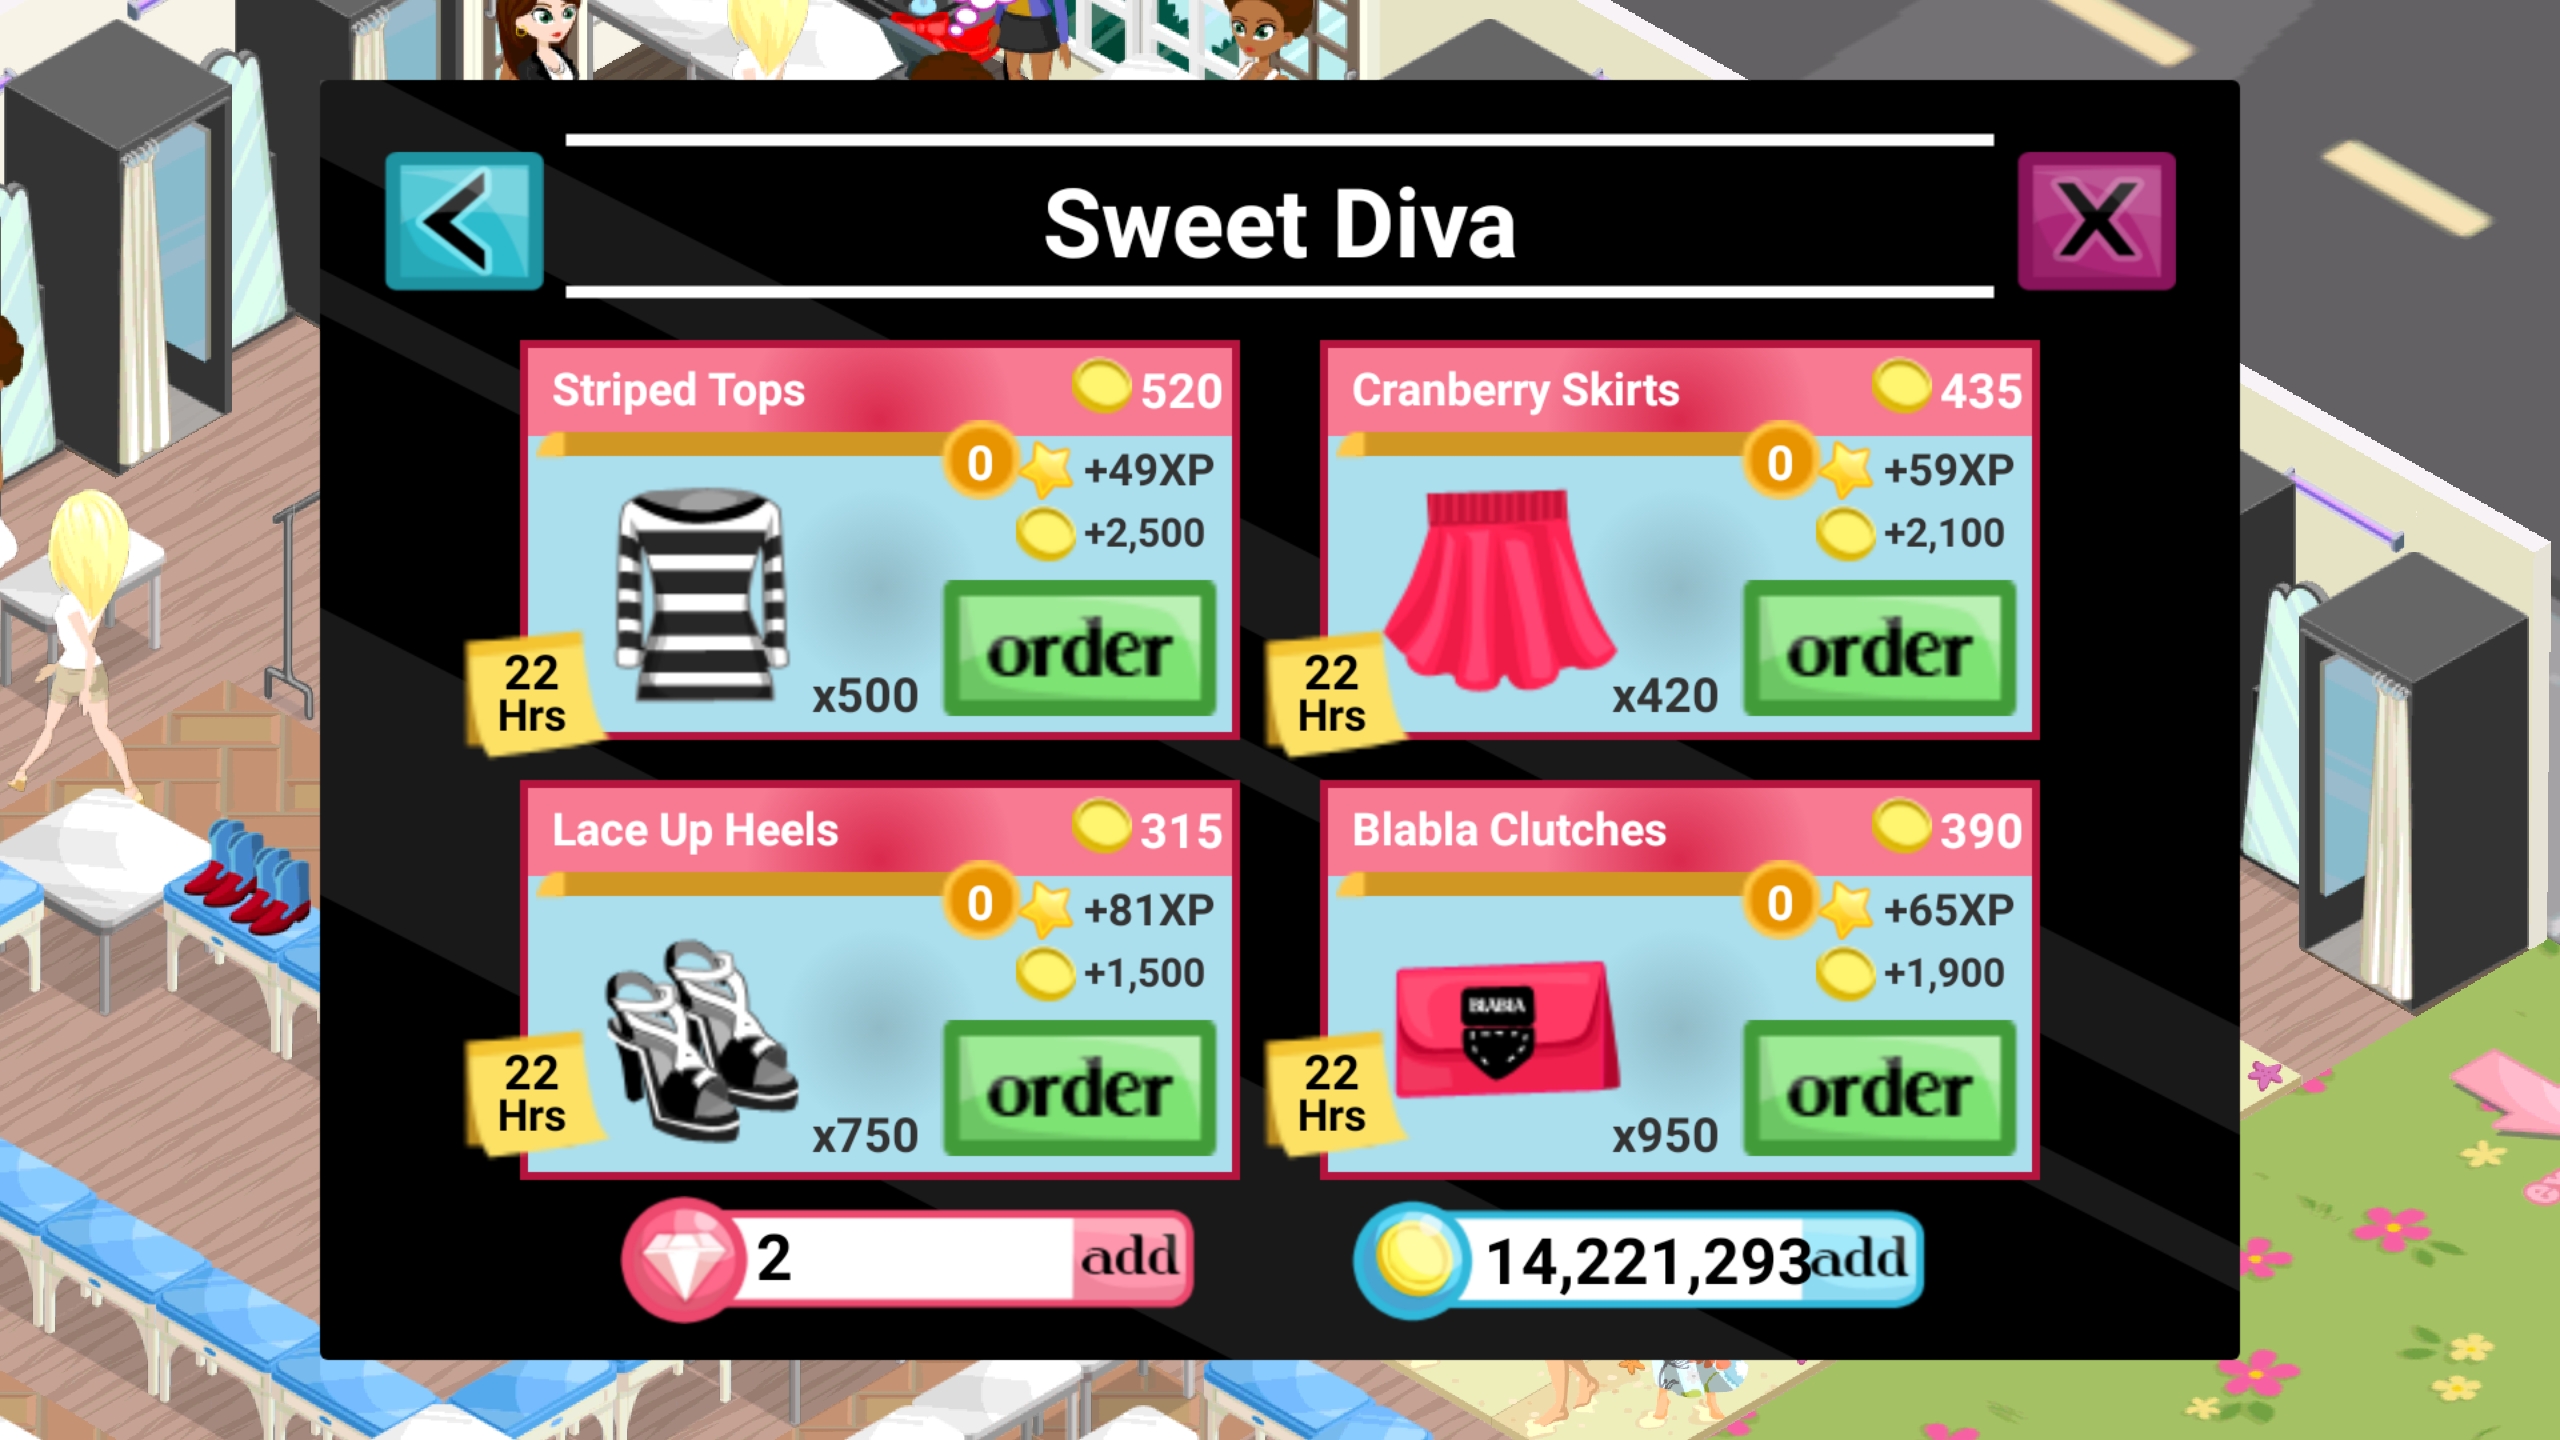 Sweet Diva
Striped Tops 520
0 +49XP
+2,500
22
Hrs
x500
order
Cranberry Skirts 435
0 +59XP
+2,100
22
Hrs
x420
order
Lace Up Heels 315
0 +81XP
+1,500
22
Hrs
x750
order
Blabla Clutches 390
0 +65XP
+1,900
BLABLA
22
Hrs
x950
order
2 add
14,221,293 add